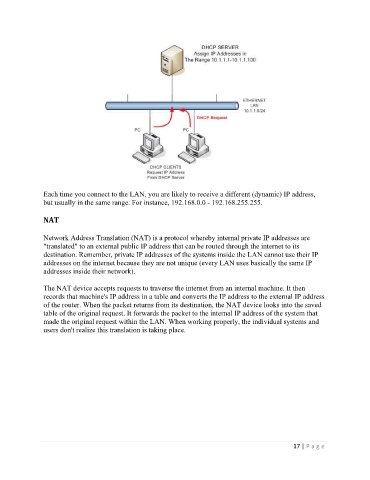 DHCP SERVER
Assign IP Addresses in
The Range 10.1.1.1-10.1.1.100
ETHERNET
LAN
10.1.1.0/24
DHCP Request
PC
PC
DHCP CLIENTS
Request IP Address
From DHCP Server
Each time you connect to the LAN, you are likely to receive a different (dynamic) IP address,
but usually in the same range. For instance, 192.168.0.0 - 192.168.255.255.
NAT
Network Address Translation (NAT) is a protocol whereby internal private IP addresses are
"translated" to an external public IP address that can be routed through the internet to its
destination. Remember, private IP addresses of the systems inside the LAN cannot use their IP
addresses on the internet because they are not unique (every LAN uses basically the same IP
addresses inside their network).
The NAT device accepts requests to traverse the internet from an internal machine. It then
records that machine's IP address in a table and converts the IP address to the external IP address
of the router. When the packet returns from its destination, the NAT device looks into the saved
table of the original request. It forwards the packet to the internal IP address of the system that
made the original request within the LAN. When working properly, the individual systems and
users don't realize this translation is taking place.
17 | P a g e